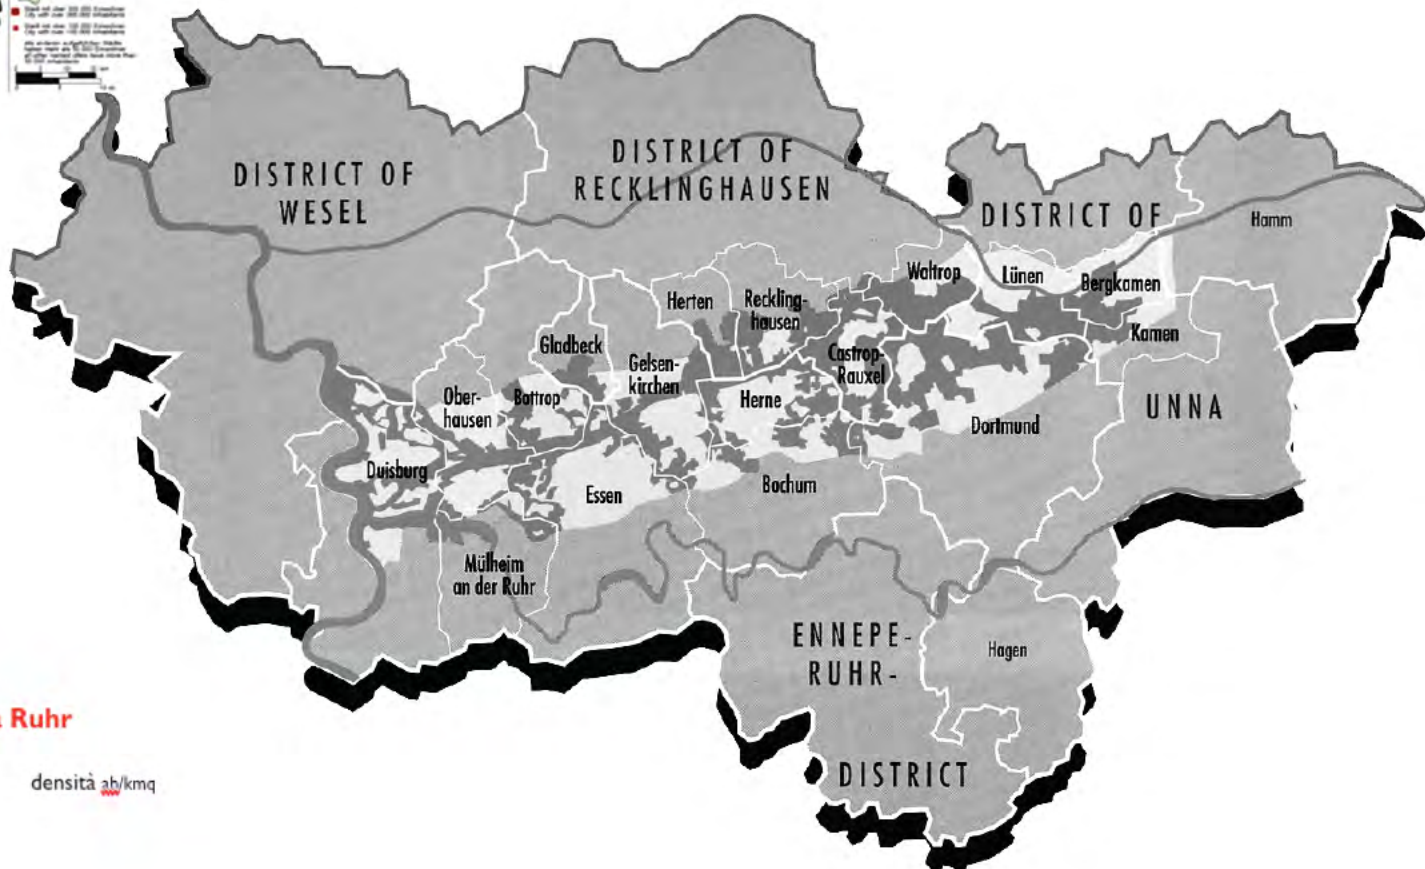 DISTRICT OF
WESEL
DISTRICT OF
RECKLINGHAUSEN
DISTRICT OF
Hamm
Waltrop
Lünen
Bergkamen
Herten
Reckling-
hausen
Kamen
Gladbeck
Gelsen-
kirchen
Castrop-
Rauxel
Ober-
hausen
Bottrop
Herne
UNNA
Dortmund
Duisburg
Essen
Bochum
Mülheim
an der Ruhr
ENNEPE-
RUHR-
Hagen
Ruhr
densità ab/kmq
DISTRICT